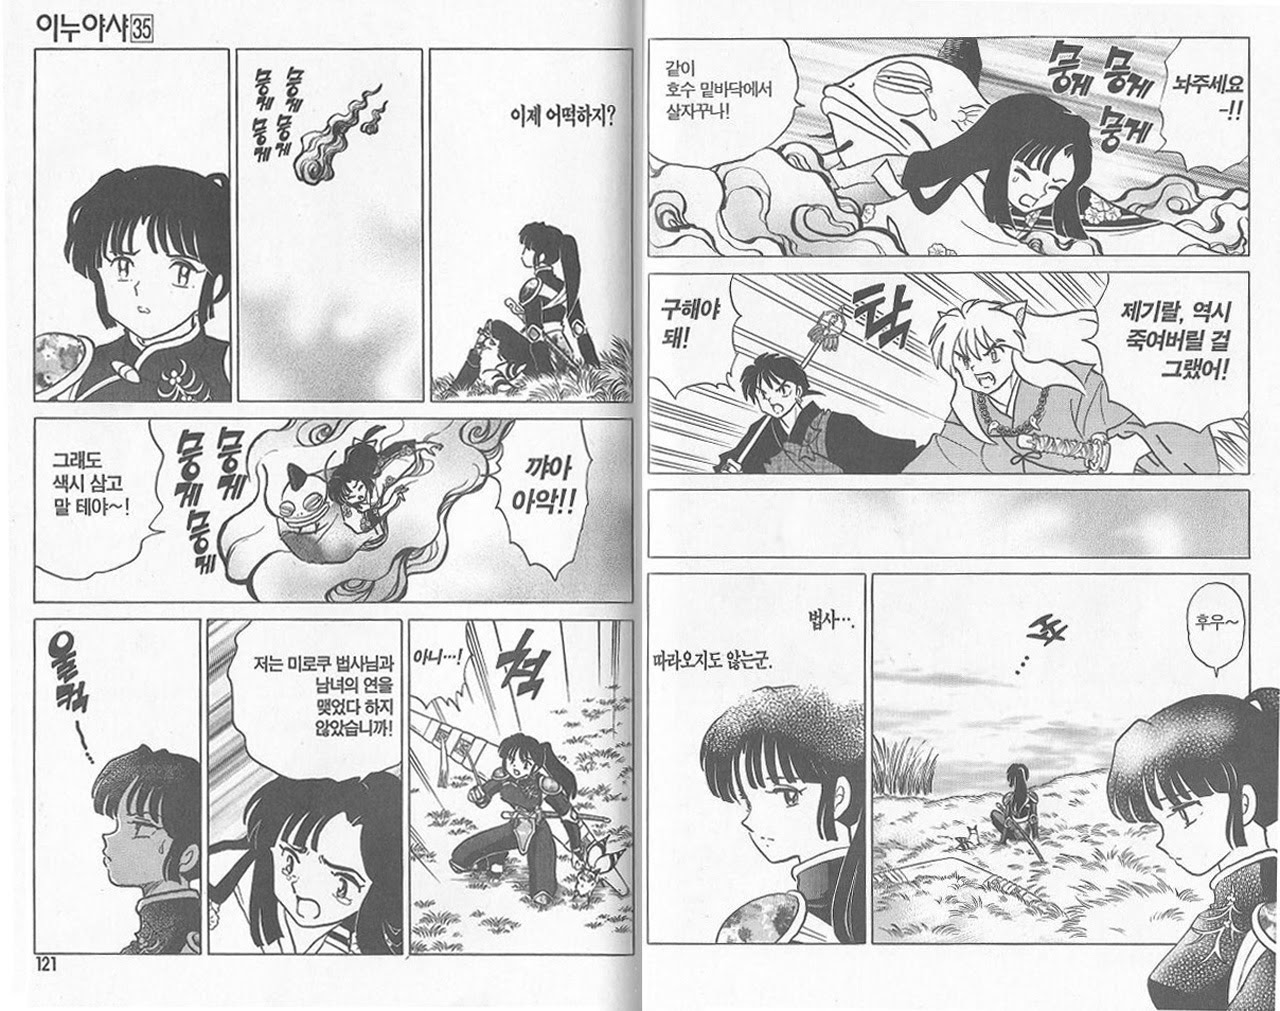 놔주세요
-!!
뭉게 뭉게
뭉게
같이
호수 밑바닥에서
살자꾸나!
제기랄, 역시
죽여버릴 걸
그랬어!
탁
구해야
돼!
후우~
법사….
따라오지도 않는군.
이누야샤 35
이제 어떡하지?
뭉게 뭉게
뭉게 뭉게
꺄아
아악!!
뭉게 뭉게
뭉게
그래도
색시 삼고
말 테야~!
척
아니…!
저는 미로쿠 법사님과
남녀의 연을
맺었다 하지
않았습니까!
울컥~
121